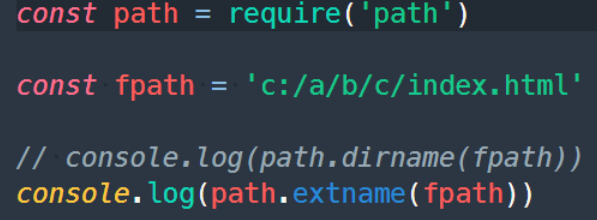 const path = require('path')
const fpath = 'c:/a/b/c/index.html'
// console.log(path.dirname(fpath))
console.log(path.extname(fpath))